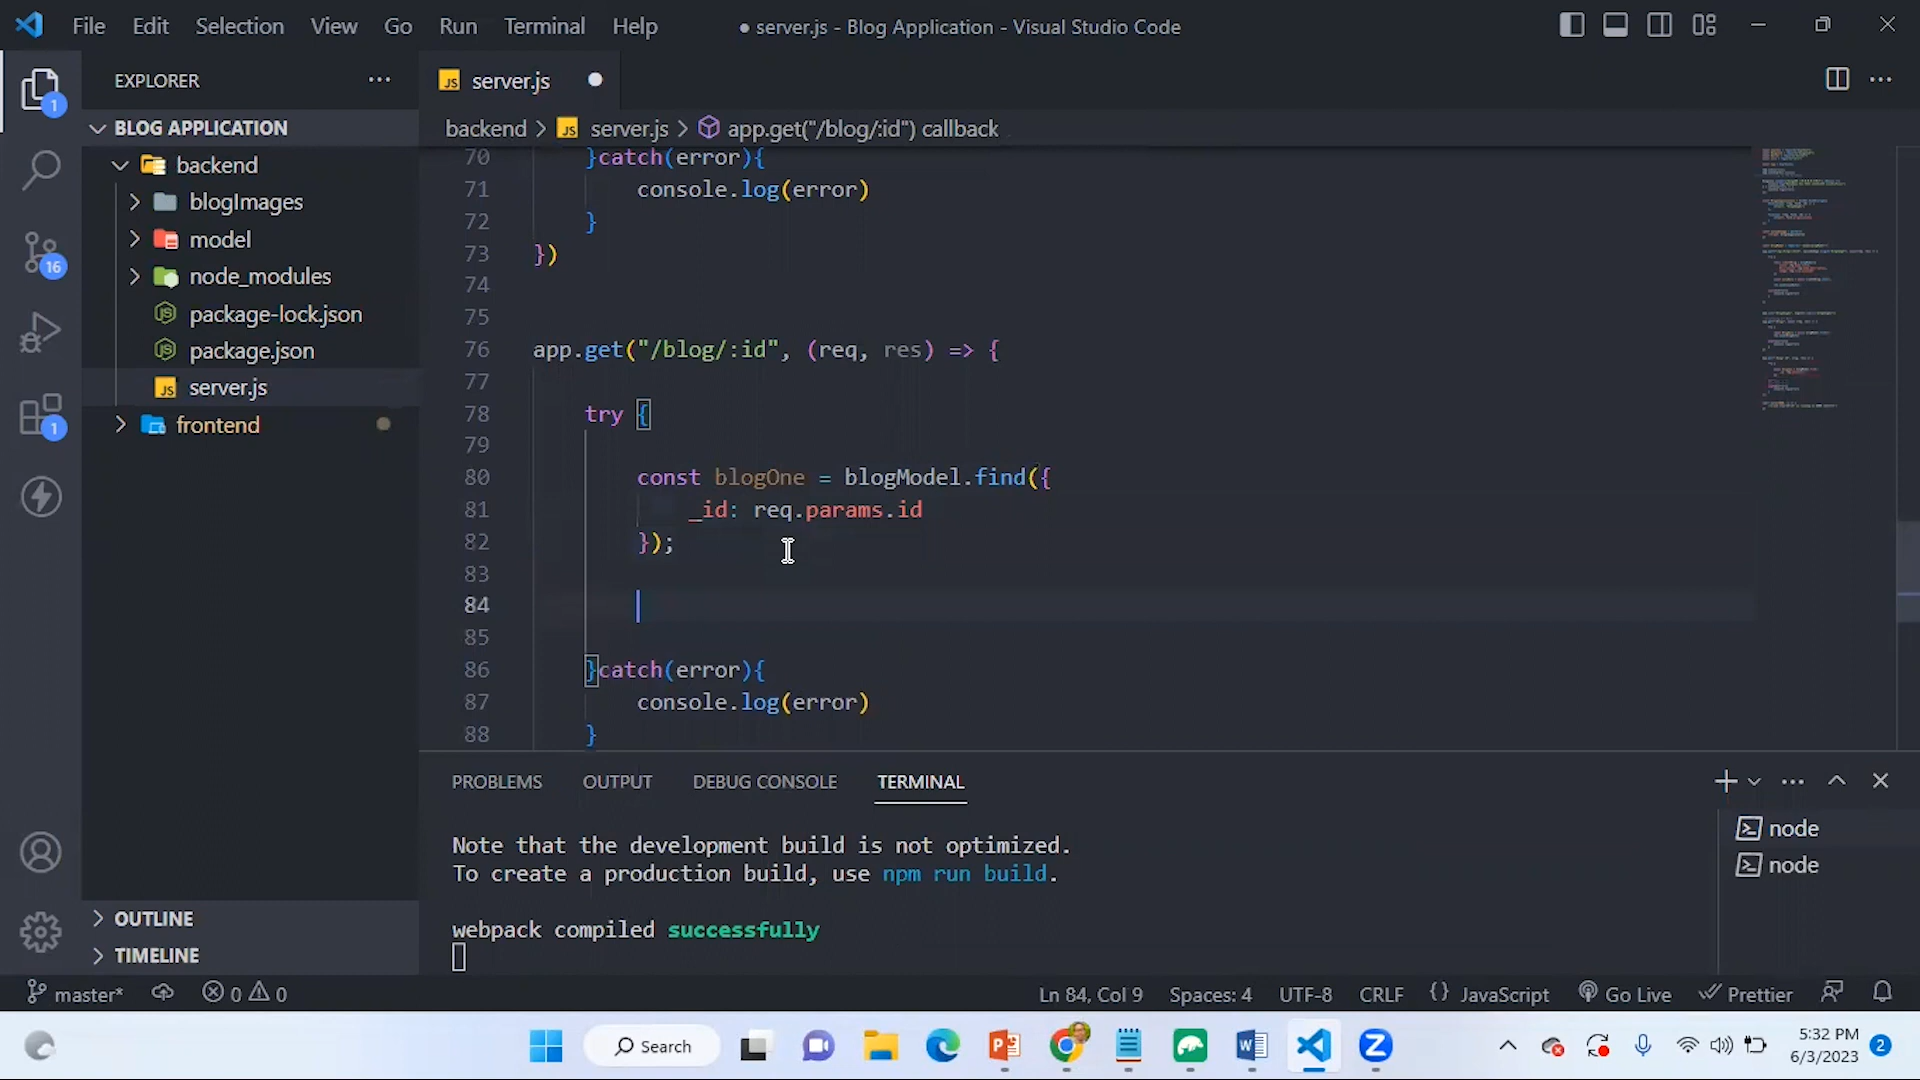 File Edit Selection View Go Run Terminal Help
● server.js - Blog Application - Visual Studio Code
EXPLORER ···
BLOG APPLICATION
backend
blogImages
model
node_modules
package-lock.json
package.json
JS server.js
frontend
OUTLINE
TIMELINE
1
16
1
JS server.js
backend > JS server.js > app.get("/blog/:id") callback
70 }catch(error){
71 console.log(error)
72 }
73 })
74
75
76 app.get("/blog/:id", (req, res) => {
77
78 try {
79
80 const blogOne = blogModel.find({
81 _id: req.params.id
82 });
83
84
85
86 }catch(error){
87 console.log(error)
88 }
PROBLEMS OUTPUT DEBUG CONSOLE TERMINAL
Note that the development build is not optimized.
To create a production build, use npm run build.
webpack compiled successfully
node
node
master* 0 0 Ln 84, Col 9 Spaces: 4 UTF-8 CRLF {} JavaScript Go Live Prettier
Search
5:32 PM
6/3/2023
2